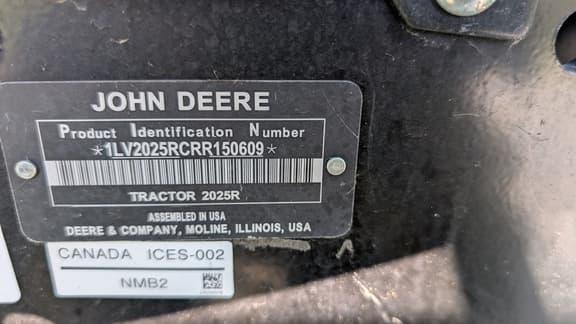 JOHN DEERE
Product Identification Number
*1LV2025RCRR150609*
TRACTOR 2025R
ASSEMBLED IN USA
DEERE & COMPANY, MOLINE, ILLINOIS, USA
CANADA ICES-002
NMB2